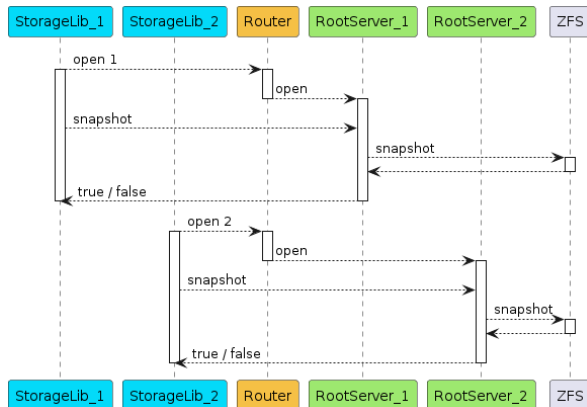 StorageLib_1 StorageLib_2 Router RootServer_1 RootServer_2 ZFS
open 1
open
snapshot
snapshot
true / false
open 2
open
snapshot
snapshot
true / false
StorageLib_1 StorageLib_2 Router RootServer_1 RootServer_2 ZFS